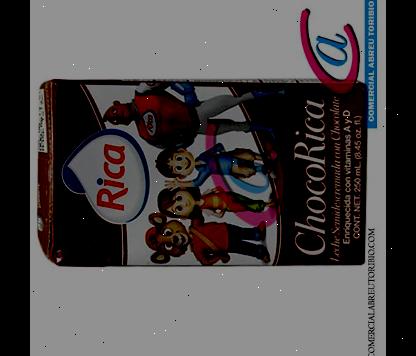 Rica
Rica
ChocoRica
Leche Semidescremada con Chocolate
Enriquecida con vitaminas A y D
CONT. NET. 250 mL. (8.45 oz. fl.)
a
COMERCIAL ABREU TORIBIO
COMERCIALABREUTORIBIO.COM